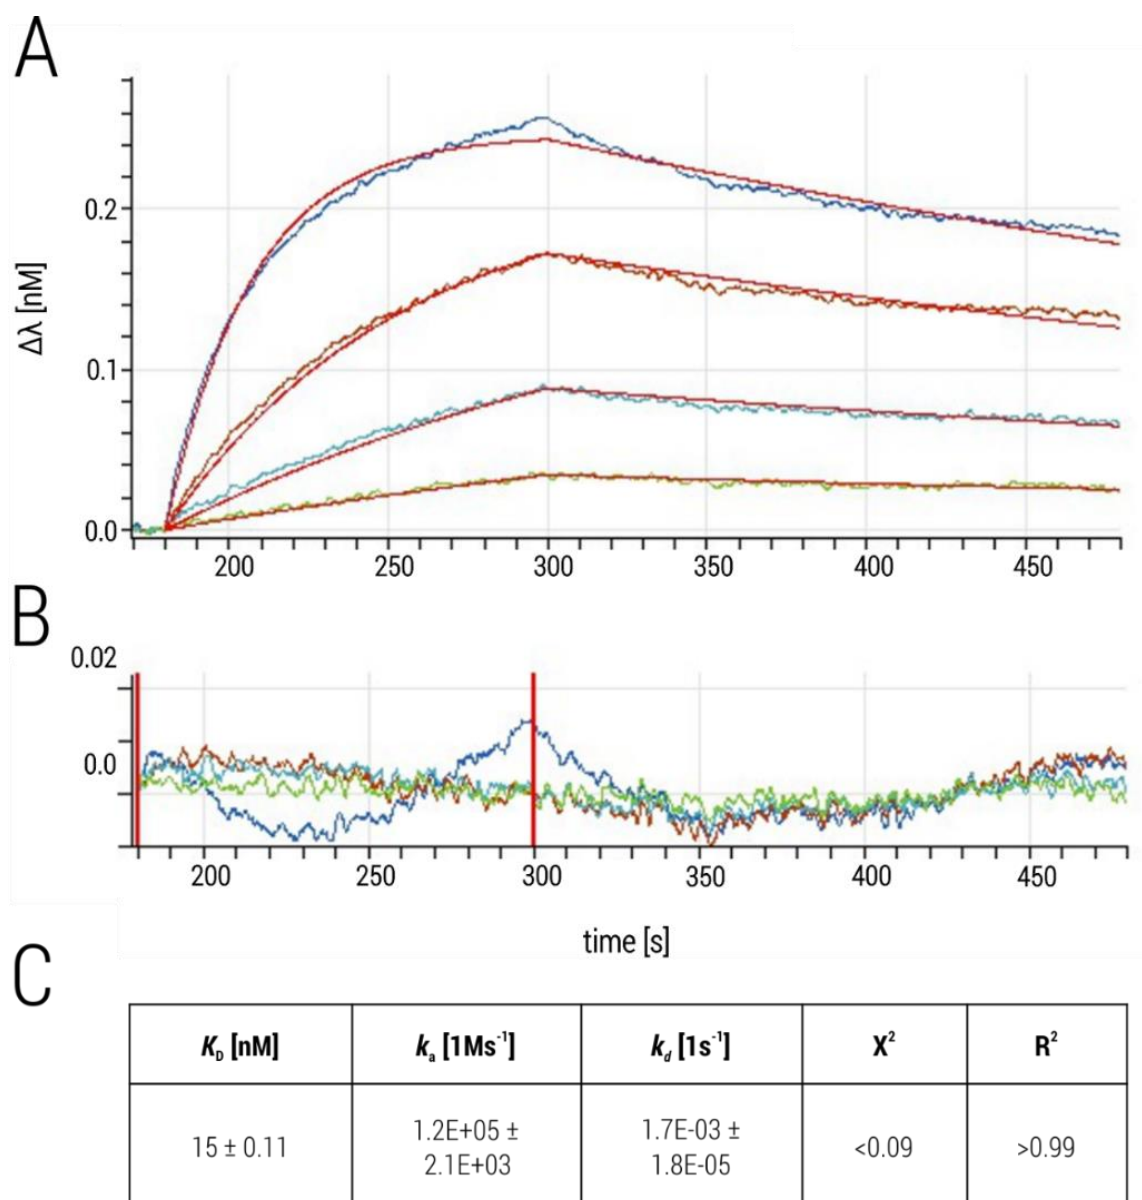 A
Δλ [nM]
0.2
0.1
0.0
200 250 300 350 400 450
B
0.02
0.0
200 250 300 350 400 450
time [s]
C
K_D [nM] k_a [1Ms⁻¹] k_d [1s⁻¹] X² R²
15 ± 0.11 1.2E+05 ± 2.1E+03 1.7E-03 ± 1.8E-05 <0.09 >0.99